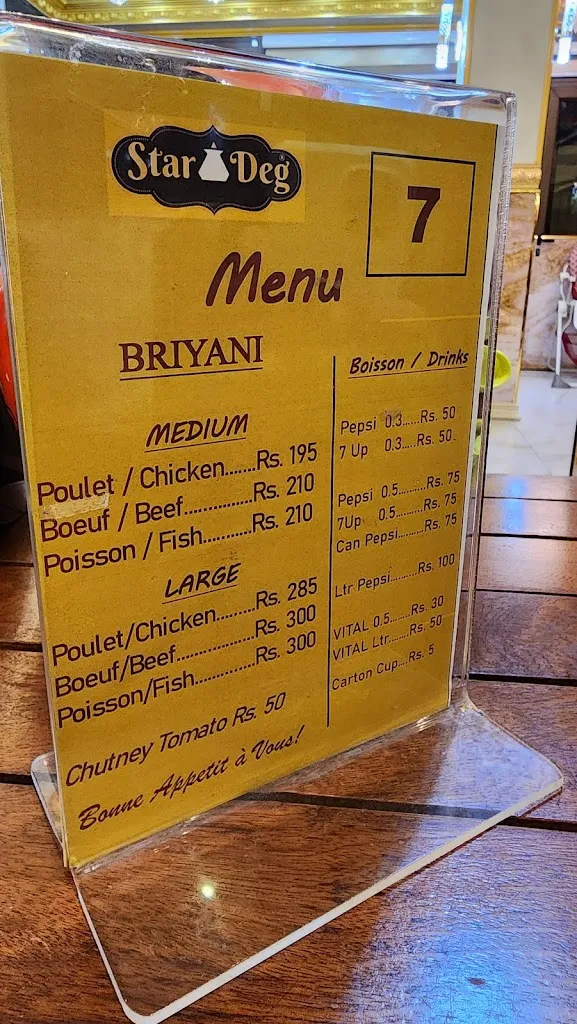 Star Deg
7
Menu
BRIYANI
MEDIUM
Poulet / Chicken.......Rs. 195
Boeuf / Beef...............Rs. 210
Poisson / Fish...........Rs. 210
LARGE
Poulet/Chicken.........Rs. 285
Boeuf/Beef................Rs. 300
Poisson/Fish.............Rs. 300
Chutney Tomato Rs. 50
Bonne Appetit à Vous!
Boisson / Drinks
Pepsi 0.3......Rs. 50
7 Up 0.3....Rs. 50
Pepsi 0.5..........Rs. 75
7Up 0.5.........Rs. 75
Can Pepsi.........Rs. 75
Ltr Pepsi.........Rs. 100
VITAL 0.5.......Rs. 30
VITAL Ltr.......Rs. 50
Carton Cup....Rs. 5